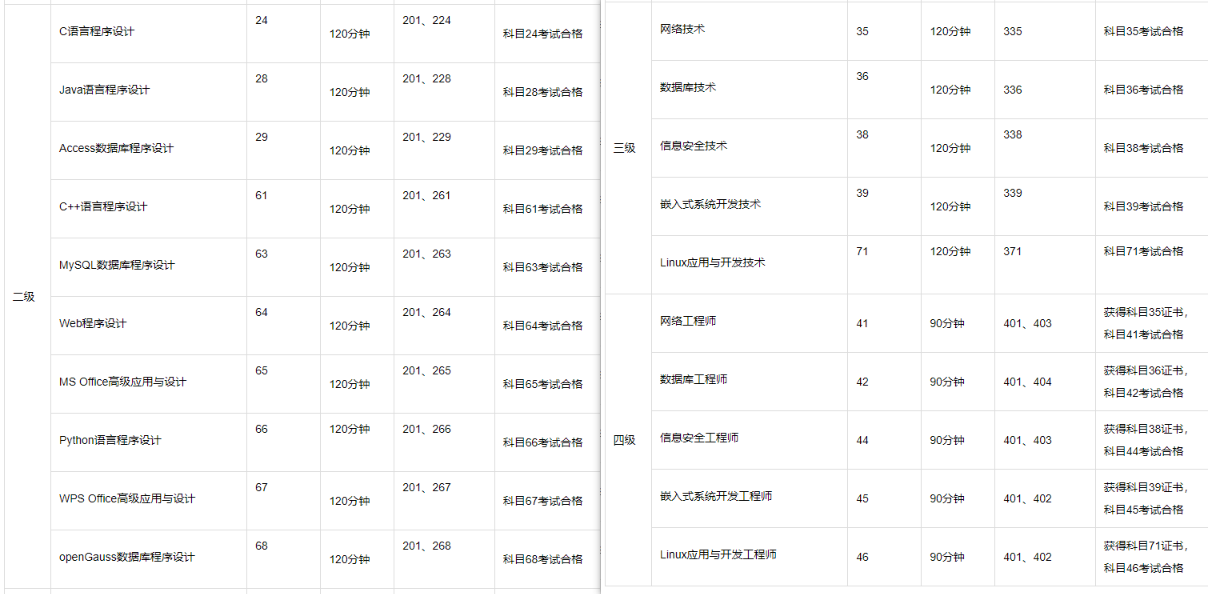 二级
C语言程序设计 24 120分钟 201、224 科目24考试合格
Java语言程序设计 28 120分钟 201、228 科目28考试合格
Access数据库程序设计 29 120分钟 201、229 科目29考试合格
C++语言程序设计 61 120分钟 201、261 科目61考试合格
MySQL数据库程序设计 63 120分钟 201、263 科目63考试合格
Web程序设计 64 120分钟 201、264 科目64考试合格
MS Office高级应用与设计 65 120分钟 201、265 科目65考试合格
Python语言程序设计 66 120分钟 201、266 科目66考试合格
WPS Office高级应用与设计 67 120分钟 201、267 科目67考试合格
openGauss数据库程序设计 68 120分钟 201、268 科目68考试合格
三级
网络技术 35 120分钟 335 科目35考试合格
数据库技术 36 120分钟 336 科目36考试合格
信息安全技术 38 120分钟 338 科目38考试合格
嵌入式系统开发技术 39 120分钟 339 科目39考试合格
Linux应用与开发技术 71 120分钟 371 科目71考试合格
四级
网络工程师 41 90分钟 401、403 获得科目35证书,
科目41考试合格
数据库工程师 42 90分钟 401、404 获得科目36证书,
科目42考试合格
信息安全工程师 44 90分钟 401、403 获得科目38证书,
科目44考试合格
嵌入式系统开发工程师 45 90分钟 401、402 获得科目39证书,
科目45考试合格
Linux应用与开发工程师 46 90分钟 401、402 获得科目71证书,
科目46考试合格